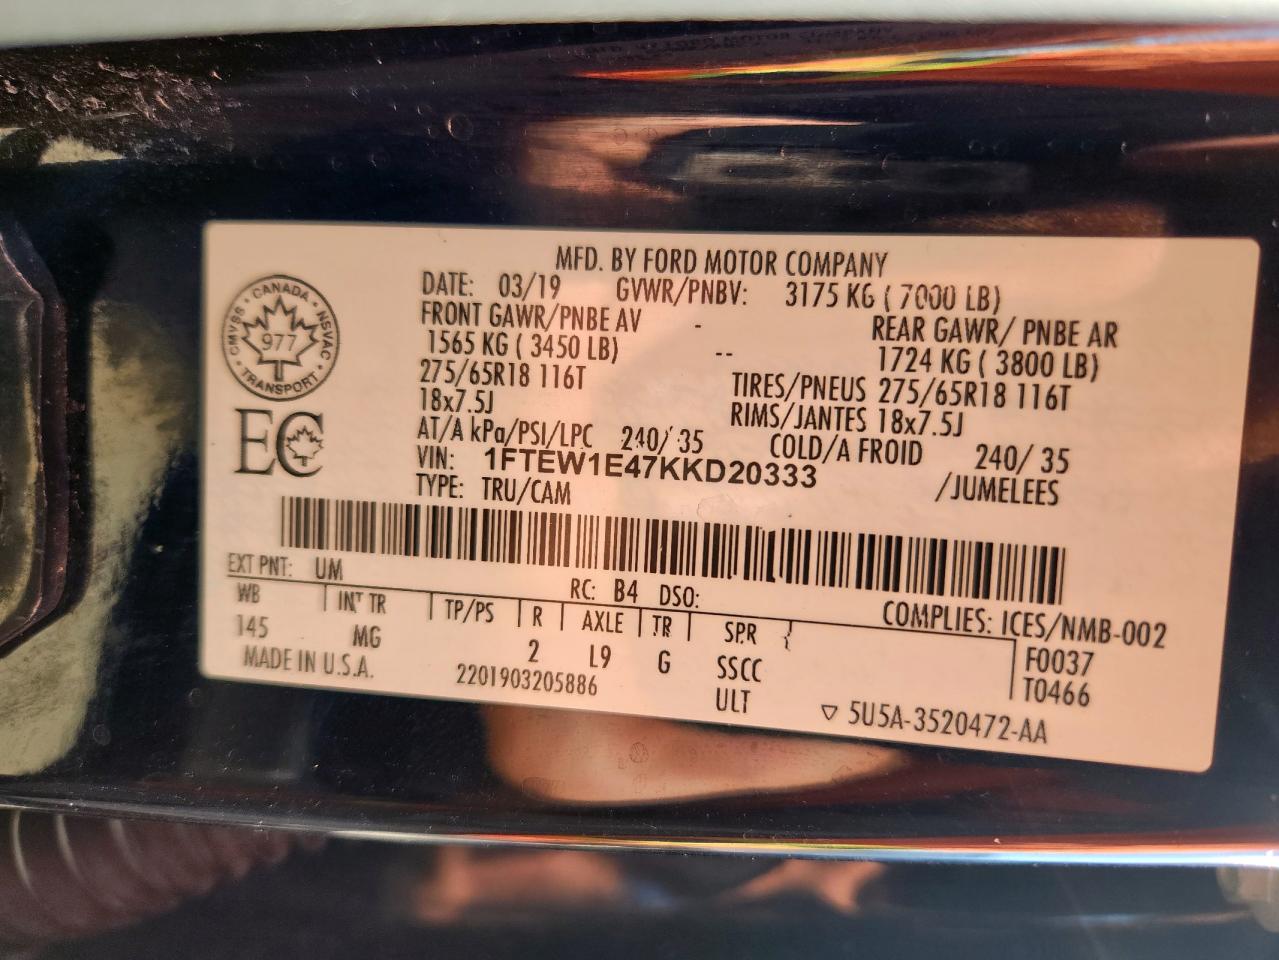 MFD. BY FORD MOTOR COMPANY
DATE: 03/19 GVWR/PNBV: 3175 KG ( 7000 LB)
FRONT GAWR/PNBE AV - REAR GAWR/ PNBE AR
1565 KG ( 3450 LB) -- 1724 KG ( 3800 LB)
275/65R18 116T TIRES/PNEUS 275/65R18 116T
18x7.5J RIMS/JANTES 18x7.5J
AT/A kPa/PSI/LPC 240/ 35 COLD/A FROID 240/ 35
VIN: 1FTEW1E47KKD20333 /JUMELEES
TYPE: TRU/CAM
CANADA
CMVSS · NSVAC
977
TRANSPORT
EC
EXT PNT: UM RC: B4 DSO:
COMPLIES: ICES/NMB-002
WB | INT TR | TP/PS | R | AXLE | TR | SPR
145 MG 2 L9 G SSCC F0037
ULT T0466
MADE IN U.S.A. 2201903205886
▽ 5U5A-3520472-AA